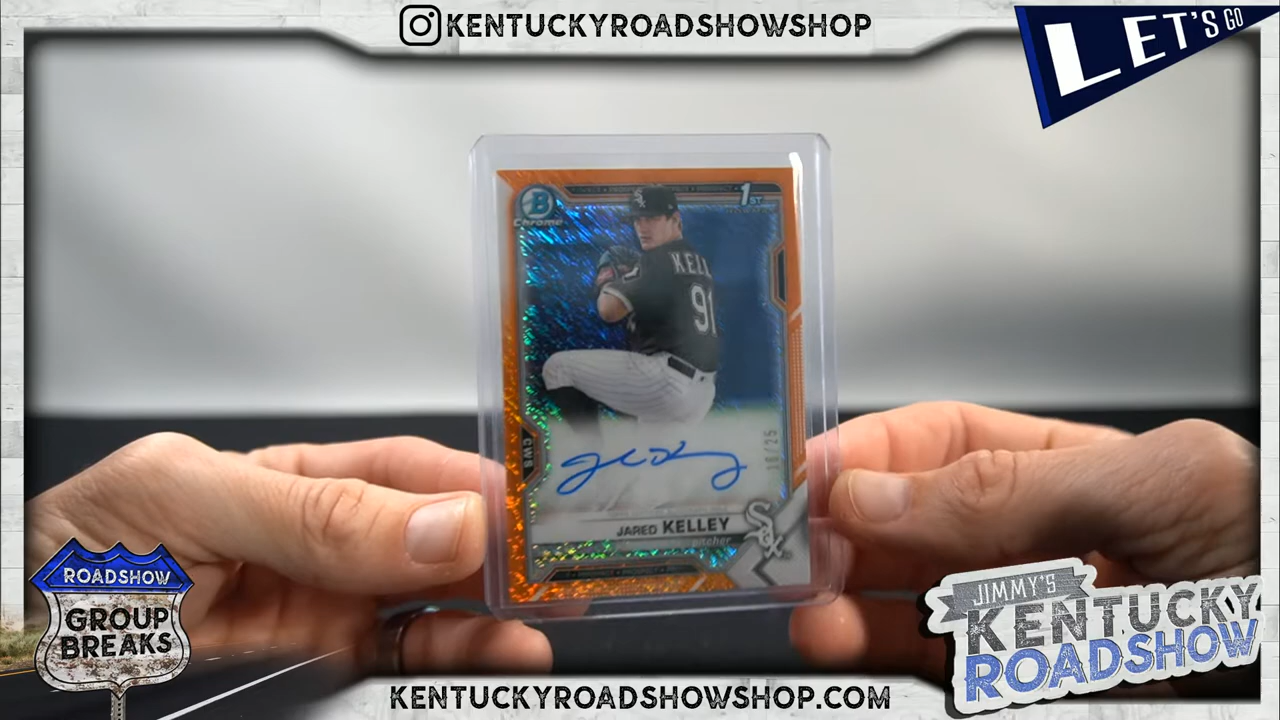 KENTUCKYROADSHOWSHOP
LET'S GO
B
Chrome
1ST
KELL
91
CWS
/25
JARED KELLEY
pitcher
Sox
ROADSHOW
GROUP
BREAKS
JIMMY'S
KENTUCKY
ROADSHOW
KENTUCKYROADSHOWSHOP.COM